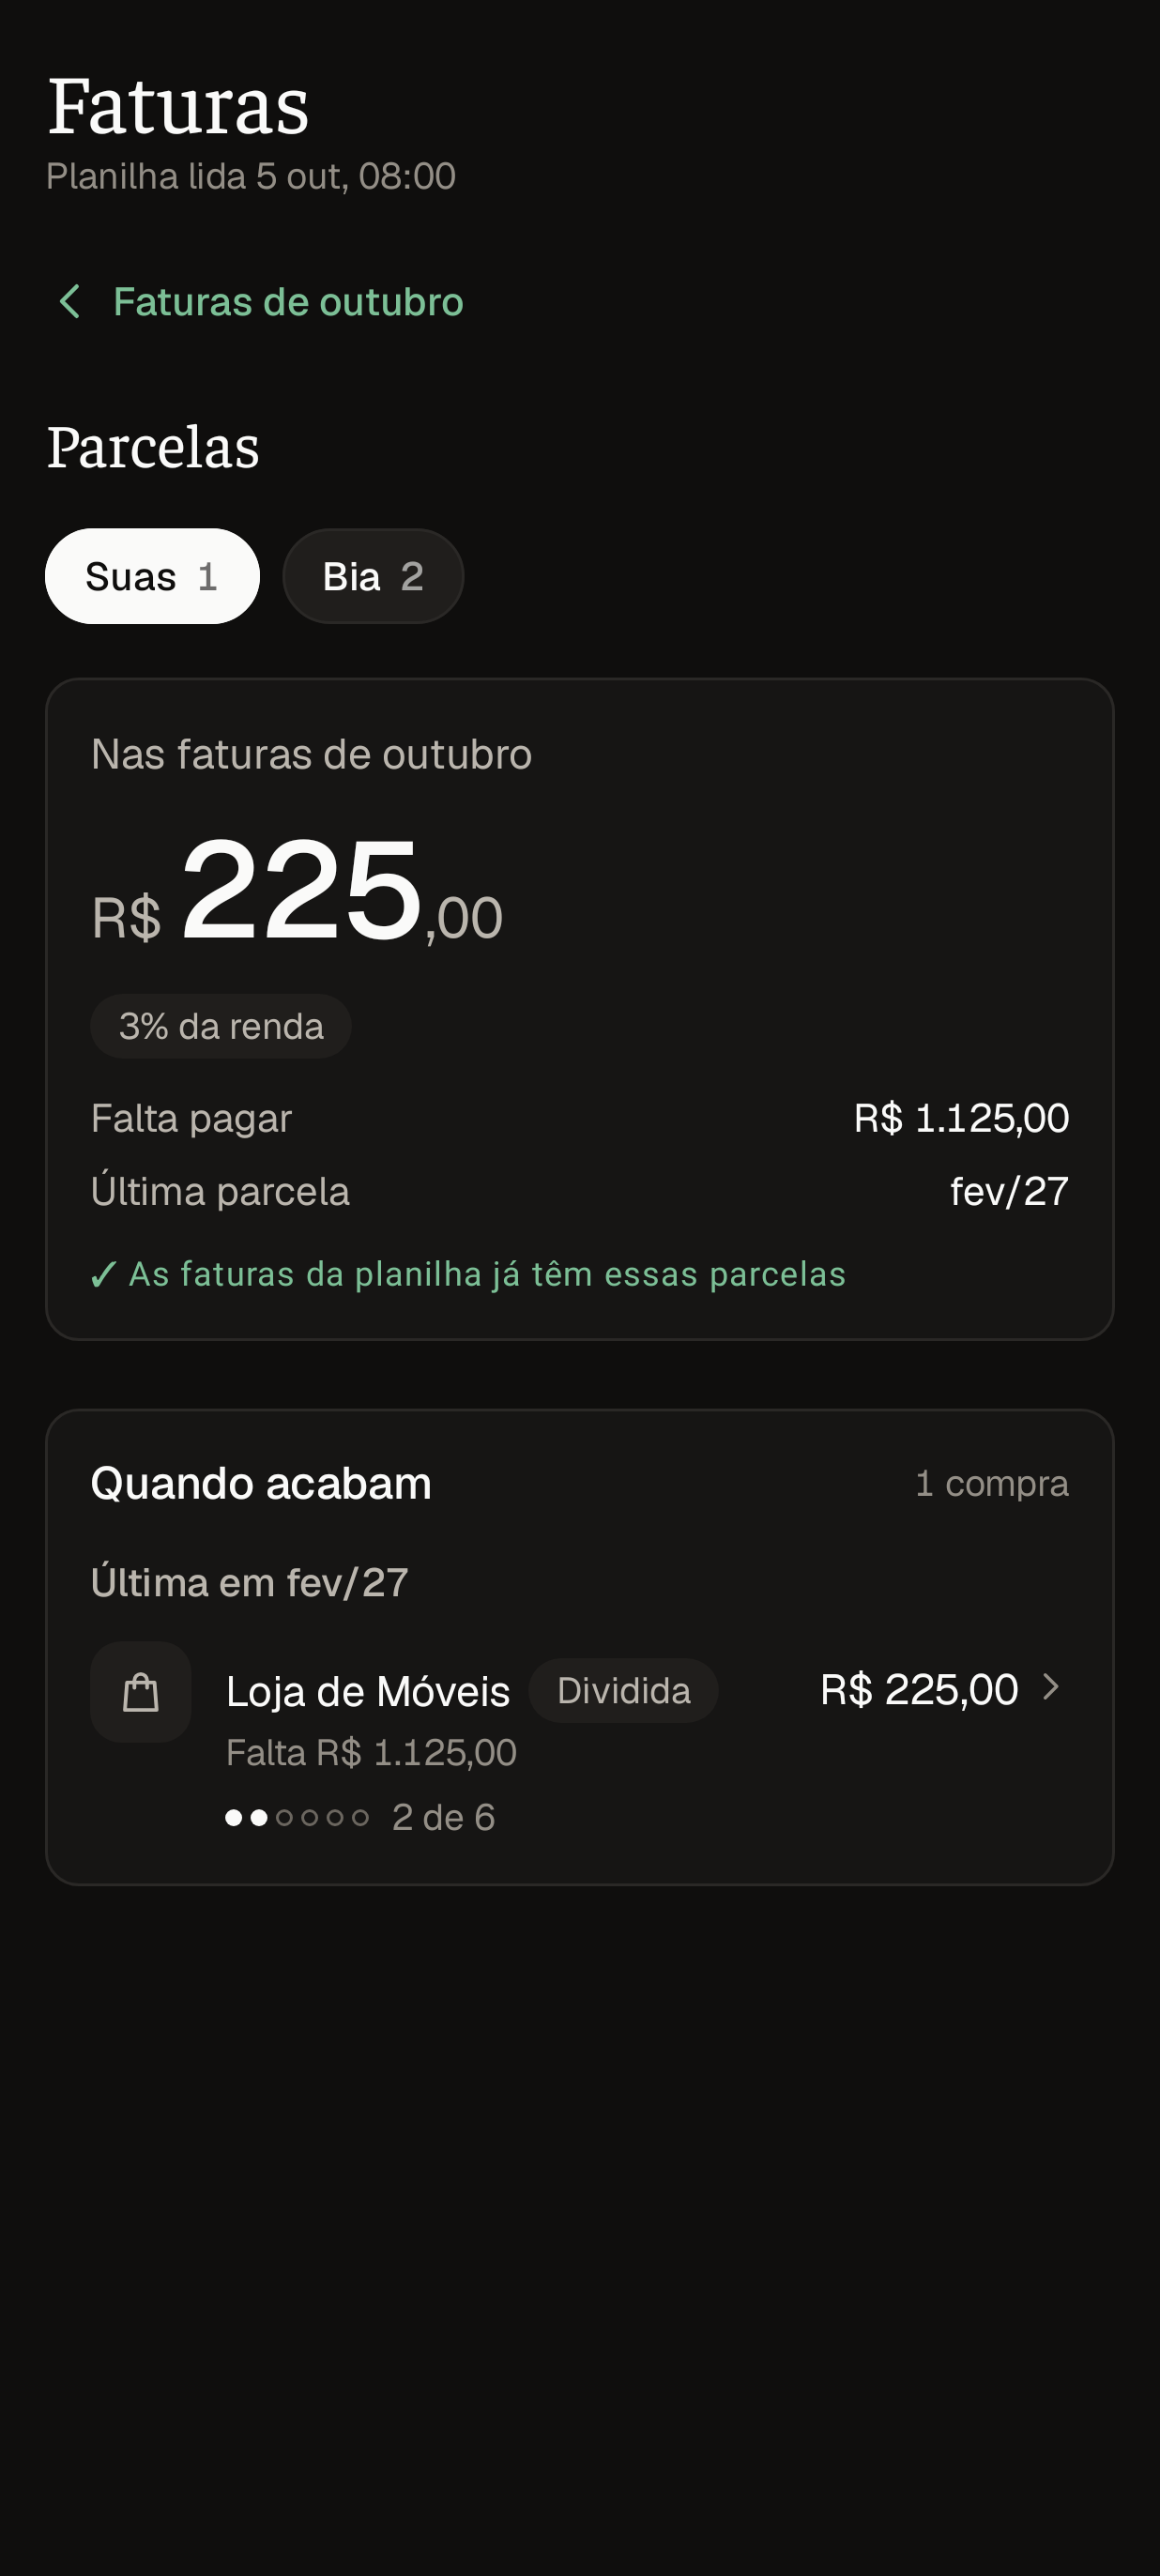 Faturas
Planilha lida 5 out, 08:00
Faturas de outubro
Parcelas
Suas 1 Bia 2
Nas faturas de outubro
R$ 225,00
3% da renda
Falta pagar R$ 1.125,00
Última parcela fev/27
✓ As faturas da planilha já têm essas parcelas
Quando acabam 1 compra
Última em fev/27
Loja de Móveis Dividida R$ 225,00
Falta R$ 1.125,00
2 de 6